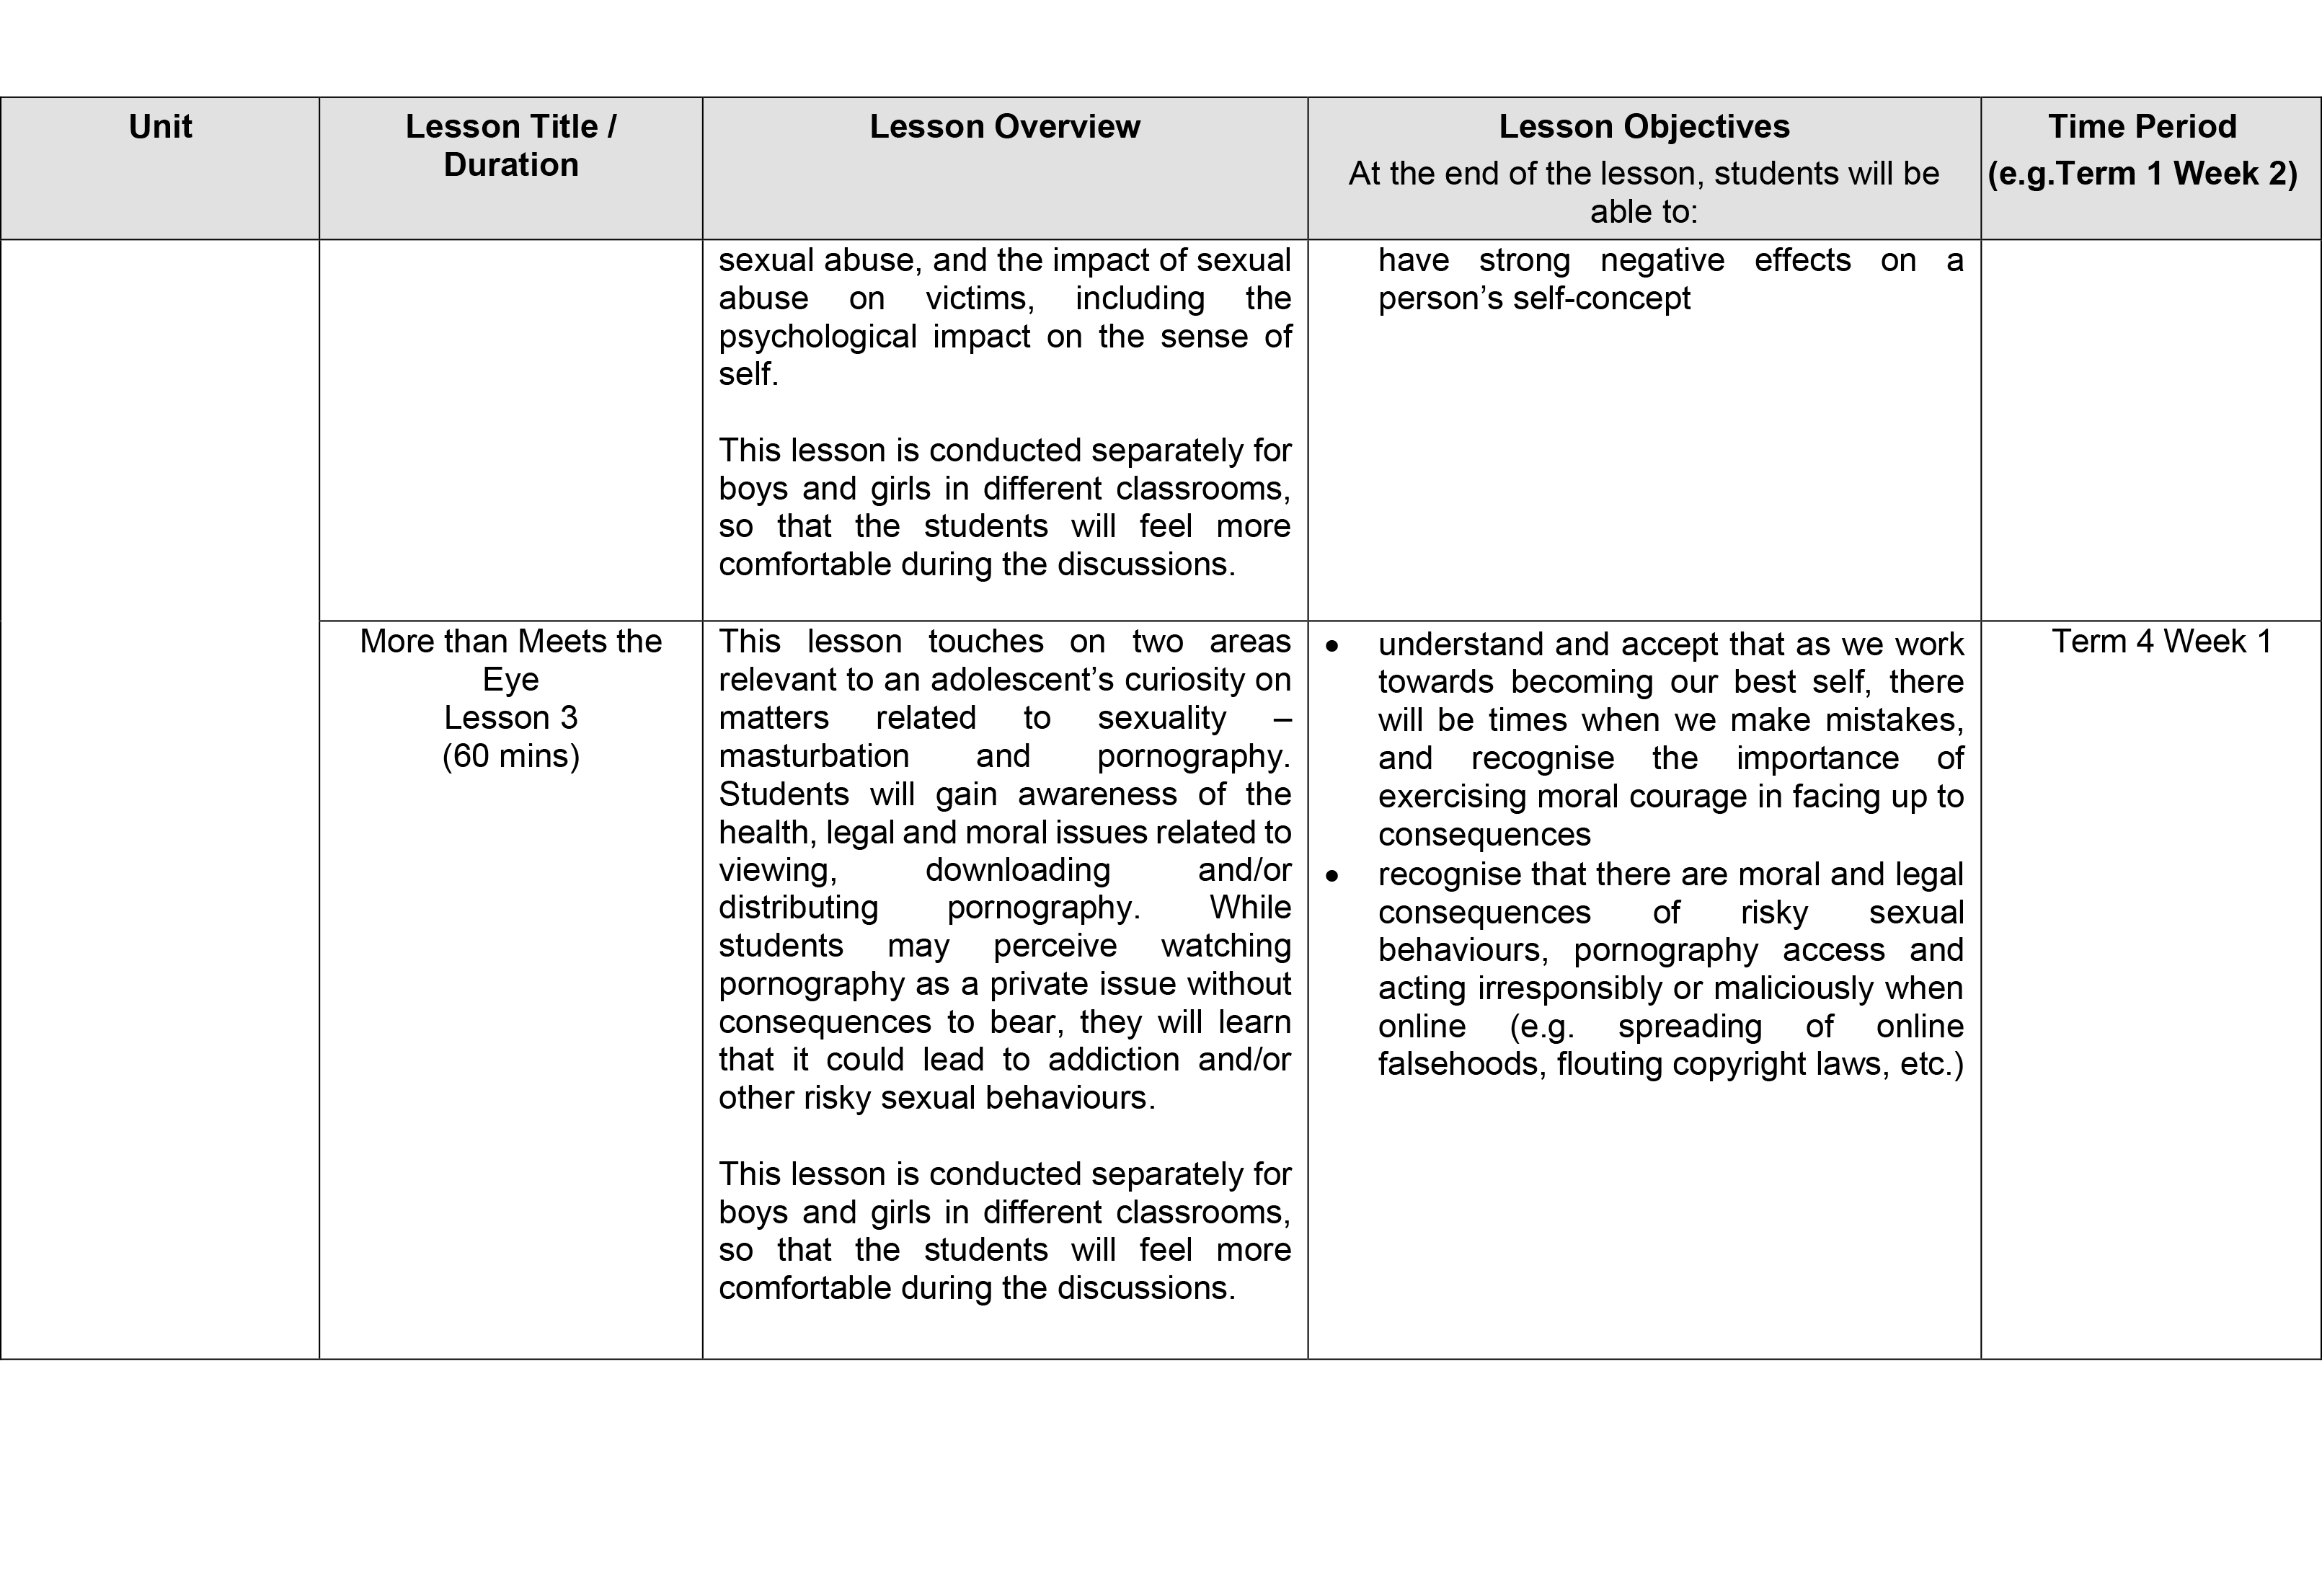 Unit
Lesson Title /
Duration
Lesson Overview
Lesson Objectives
At the end of the lesson, students will be
able to:
Time Period
(e.g.Term 1 Week 2)
sexual abuse, and the impact of sexual
abuse on victims, including the
psychological impact on the sense of
self.
This lesson is conducted separately for
boys and girls in different classrooms,
so that the students will feel more
comfortable during the discussions.
have strong negative effects on a
person’s self-concept
More than Meets the
Eye
Lesson 3
(60 mins)
This lesson touches on two areas
relevant to an adolescent’s curiosity on
matters related to sexuality –
masturbation and pornography.
Students will gain awareness of the
health, legal and moral issues related to
viewing, downloading and/or
distributing pornography. While
students may perceive watching
pornography as a private issue without
consequences to bear, they will learn
that it could lead to addiction and/or
other risky sexual behaviours.
This lesson is conducted separately for
boys and girls in different classrooms,
so that the students will feel more
comfortable during the discussions.
• understand and accept that as we work
towards becoming our best self, there
will be times when we make mistakes,
and recognise the importance of
exercising moral courage in facing up to
consequences
• recognise that there are moral and legal
consequences of risky sexual
behaviours, pornography access and
acting irresponsibly or maliciously when
online (e.g. spreading of online
falsehoods, flouting copyright laws, etc.)
Term 4 Week 1